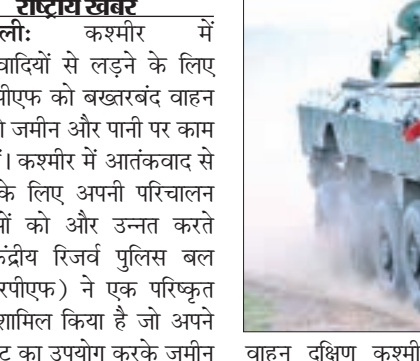 राष्ट्रीय खबर
लीः कश्मीर में
वादियों से लड़ने के लिए
पीएफ को बख्तरबंद वाहन
जमीन और पानी पर काम
। कश्मीर में आतंकवाद से
के लिए अपनी परिचालन
को और उन्नत करते
केंद्रीय रिजर्व पुलिस बल
रपीएफ) ने एक परिष्कृत
शामिल किया है जो अपने
का उपयोग करके जमीन
वाहन दक्षिण